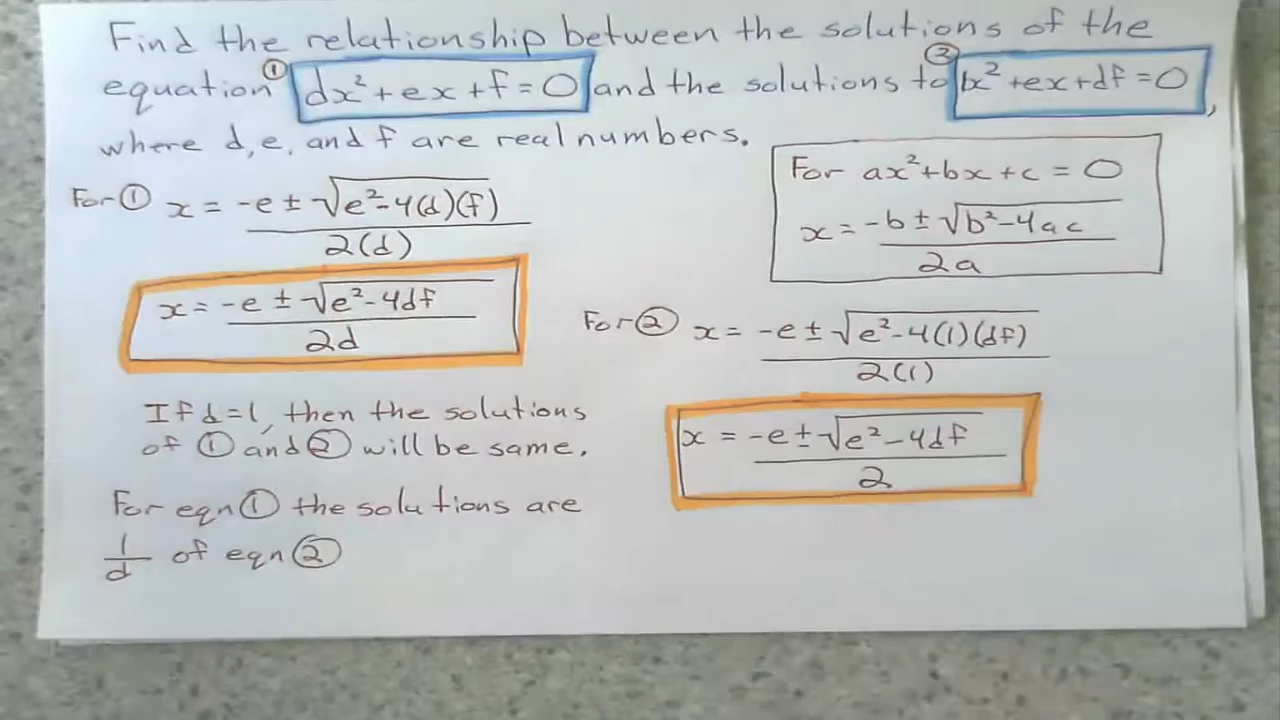 Find the relationship between the solutions of the
equation ① dx²+ex+f=0 and the solutions to ② x²+ex+df=0,
where d, e, and f are real numbers.
For ax²+bx+c = 0
x = (-b ± √(b²-4ac))/(2a)
For ① x = (-e ± √(e²-4(d)(f)))/(2(d))
x = (-e ± √(e²-4df))/(2d)
For ② x = (-e ± √(e²-4(1)(df)))/(2(1))
x = (-e ± √(e²-4df))/2
If d=1, then the solutions
of ① and ② will be same.
For eqn ① the solutions are
1/d of eqn ②